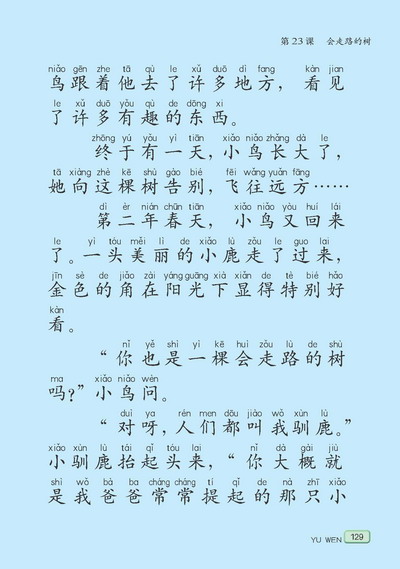 第23课 会走路的树
niǎo gēn zhe tā qù le xǔ duō dì fang kàn jian
鸟跟着他去了许多地方，看见
le xǔ duō yǒu qù de dōng xi
了许多有趣的东西。
zhōng yú yǒu yì tiān xiǎo niǎo zhǎng dà le
终于有一天，小鸟长大了，
tā xiàng zhè kē shù gào bié fēi wǎng yuǎn fāng
她向这棵树告别，飞往远方……
dì èr nián chūn tiān xiǎo niǎo yòu huí lái
第二年春天，小鸟又回来
le yì tóu měi lì de xiǎo lù zǒu le guo lai
了。一头美丽的小鹿走了过来，
jīn sè de jiǎo zài yáng guāng xià xiǎn de tè bié hǎo
金色的角在阳光下显得特别好
kàn
看。
nǐ yě shì yì kē huì zǒu lù de shù
“你也是一棵会走路的树
ma xiǎo niǎo wèn
吗？”小鸟问。
duì ya rén men dōu jiào wǒ xùn lù
“对呀，人们都叫我驯鹿。”
xiǎo xùn lù tái qǐ tóu lai nǐ dà gài jiù
小驯鹿抬起头来，“你大概就
shì wǒ bà ba cháng cháng tí qǐ de nà zhī xiǎo
是我爸爸常常提起的那只小
YU WEN 129